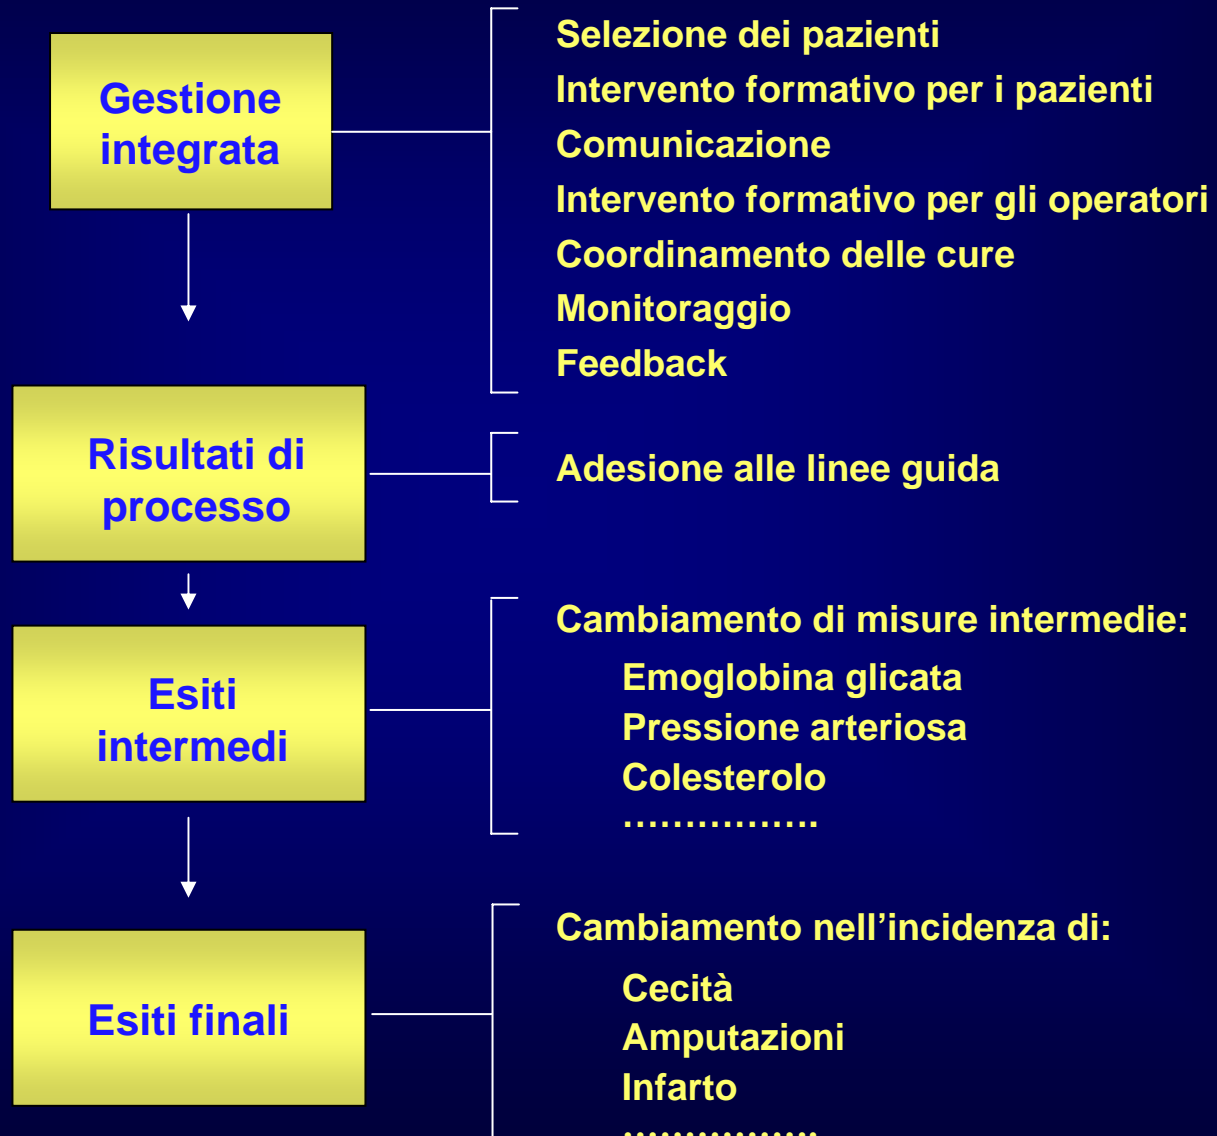 Gestione
integrata
Selezione dei pazienti
Intervento formativo per i pazienti
Comunicazione
Intervento formativo per gli operatori
Coordinamento delle cure
Monitoraggio
Feedback
Risultati di
processo
Adesione alle linee guida
Esiti
intermedi
Cambiamento di misure intermedie:
Emoglobina glicata
Pressione arteriosa
Colesterolo
…………….
Esiti finali
Cambiamento nell’incidenza di:
Cecità
Amputazioni
Infarto
…………….